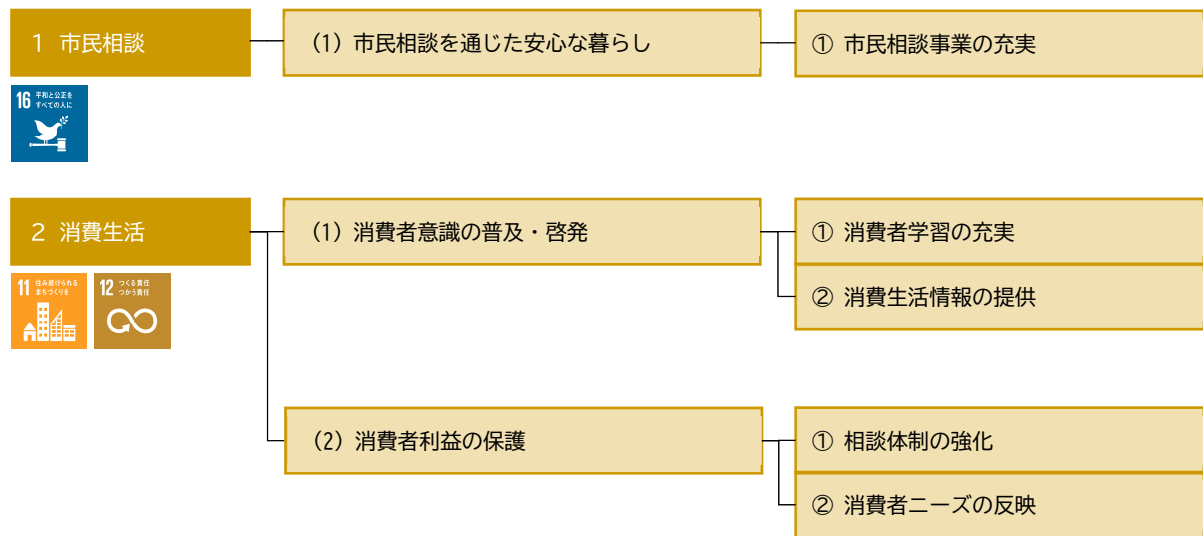 1 市民相談
(1) 市民相談を通じた安心な暮らし
① 市民相談事業の充実
16 平和と公正を
すべての人に
2 消費生活
(1) 消費者意識の普及・啓発
① 消費者学習の充実
② 消費生活情報の提供
11 住み続けられる
まちづくりを
12 つくる責任
つかう責任
(2) 消費者利益の保護
① 相談体制の強化
② 消費者ニーズの反映